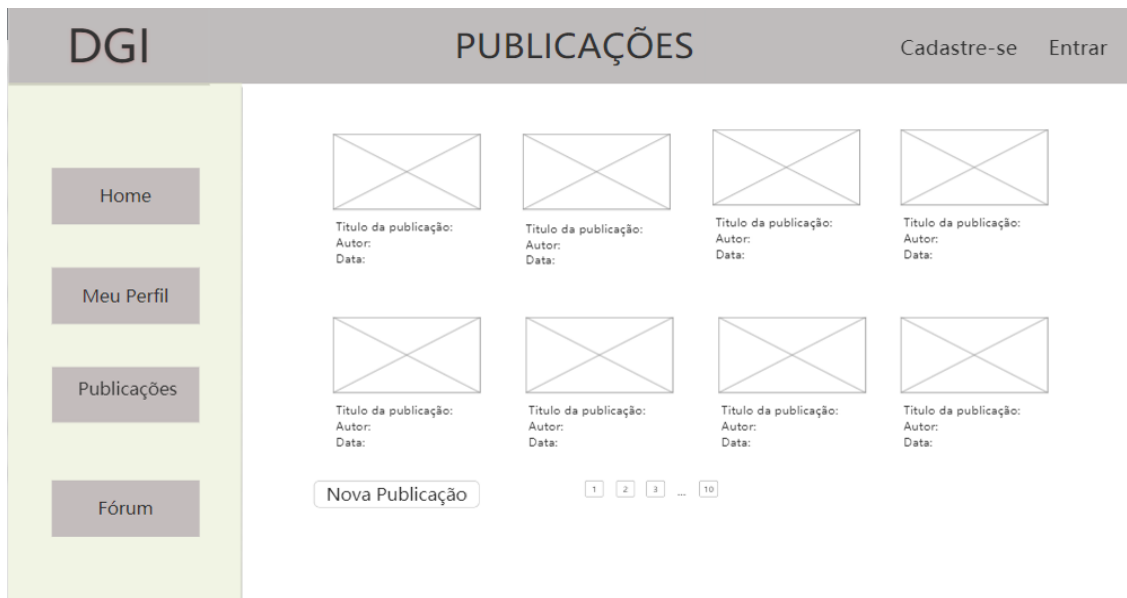 DGI
PUBLICAÇÕES
Cadastre-se
Entrar
Home
Meu Perfil
Publicações
Fórum
Titulo da publicação:
Autor:
Data:
Titulo da publicação:
Autor:
Data:
Titulo da publicação:
Autor:
Data:
Titulo da publicação:
Autor:
Data:
Titulo da publicação:
Autor:
Data:
Titulo da publicação:
Autor:
Data:
Titulo da publicação:
Autor:
Data:
Titulo da publicação:
Autor:
Data:
Nova Publicação
1 2 3 ... 10